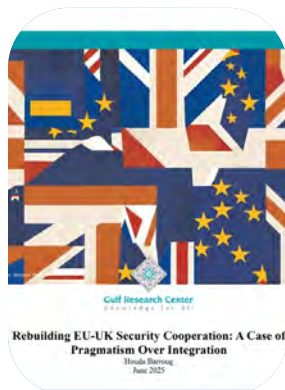 Gulf Research Center
Knowledge for All
Rebuilding EU-UK Security Cooperation: A Case of
Pragmatism Over Integration
Houda Barroug
June 2025